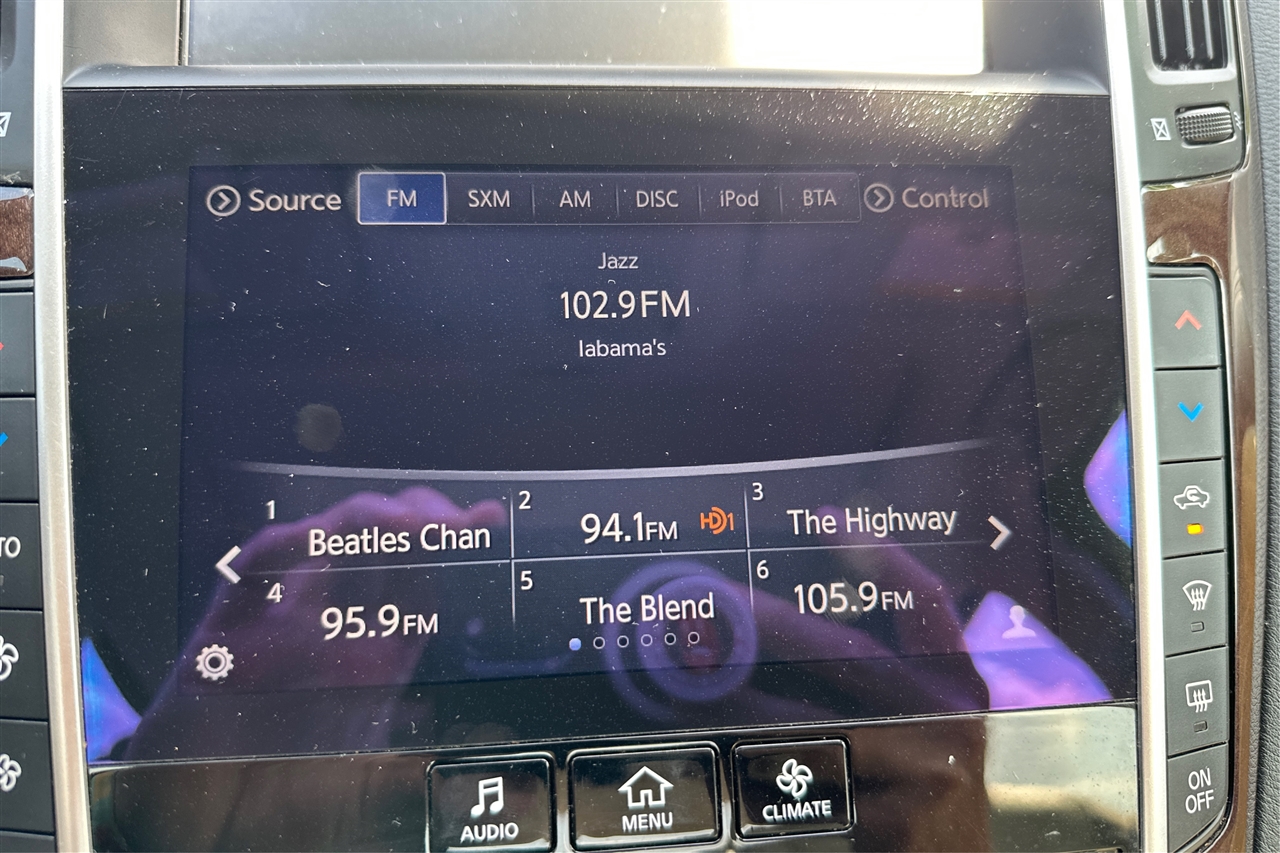 Source FM SXM AM DISC iPod BTA Control
Jazz
102.9FM
labama's
1 Beatles Chan
2 94.1FM HD1
3 The Highway
4 95.9FM
5 The Blend
6 105.9FM
AUDIO
MENU
CLIMATE
TO
ON
OFF